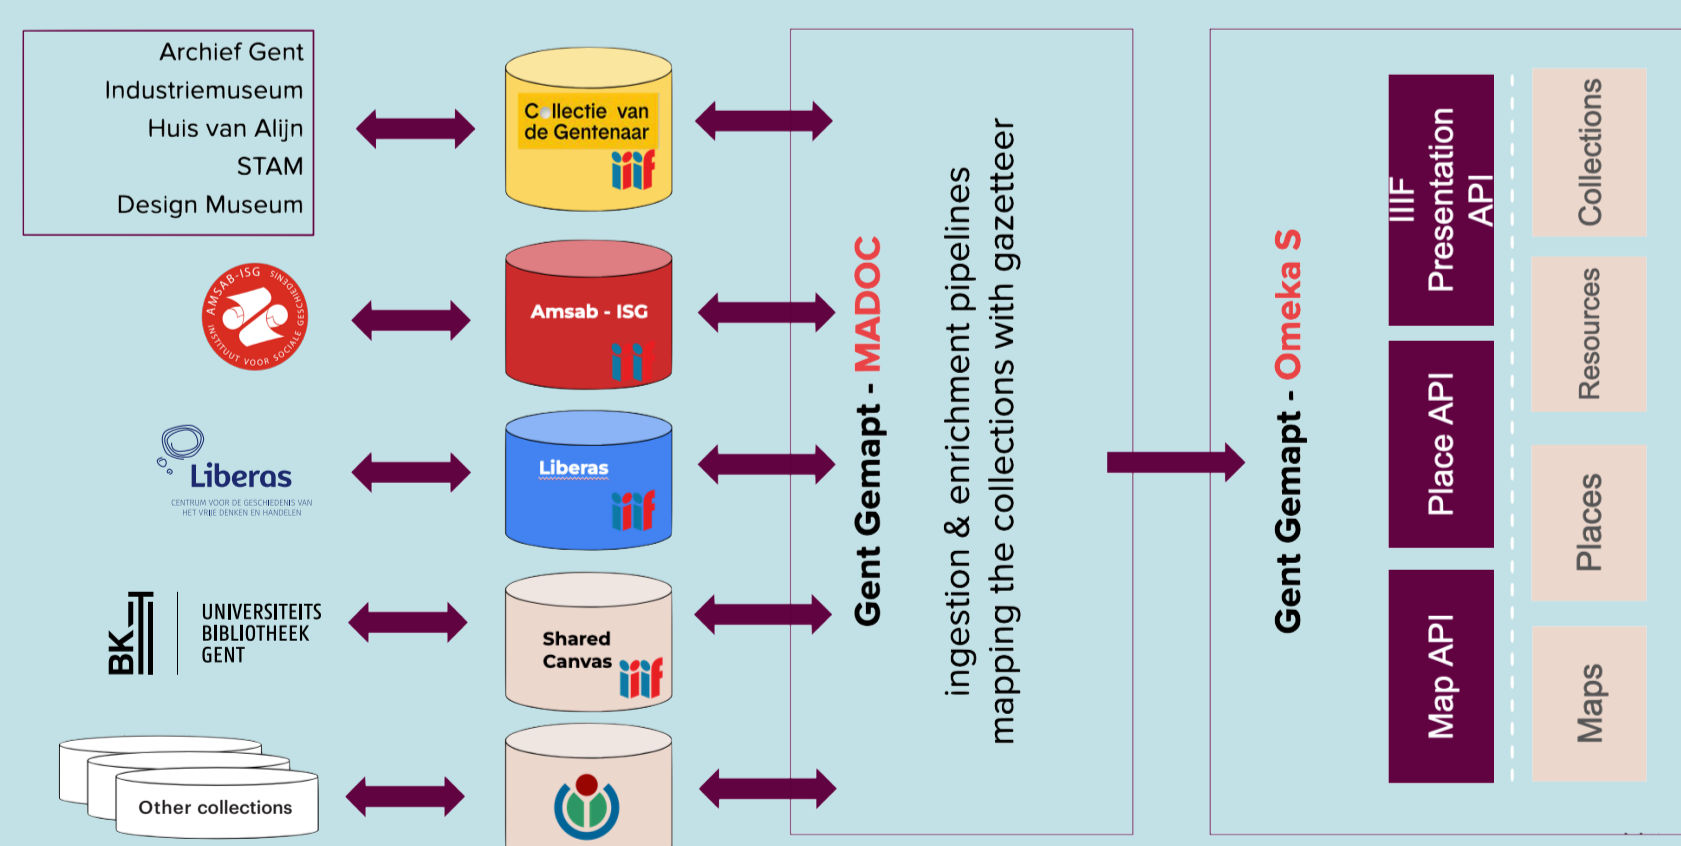 Archief Gent
Industriemuseum
Huis van Alijn
STAM
Design Museum
Collectie van
de Gentenaar
iiif
AMSAB-ISG
INSTITUUT VOOR SOCIALE GESCHIEDENIS
Amsab - ISG
iiif
Liberas
CENTRUM VOOR DE GESCHIEDENIS VAN
HET VRIJE DENKEN EN HANDELEN
Liberas
iiif
BK
UNIVERSITEITS
BIBLIOTHEEK
GENT
Shared
Canvas
iiif
Other collections
Gent Gemapt - MADOC
ingestion & enrichment pipelines
mapping the collections with gazetteer
Gent Gemapt - Omeka S
IIIF
Presentation
API
Place API
Map API
Collections
Resources
Places
Maps